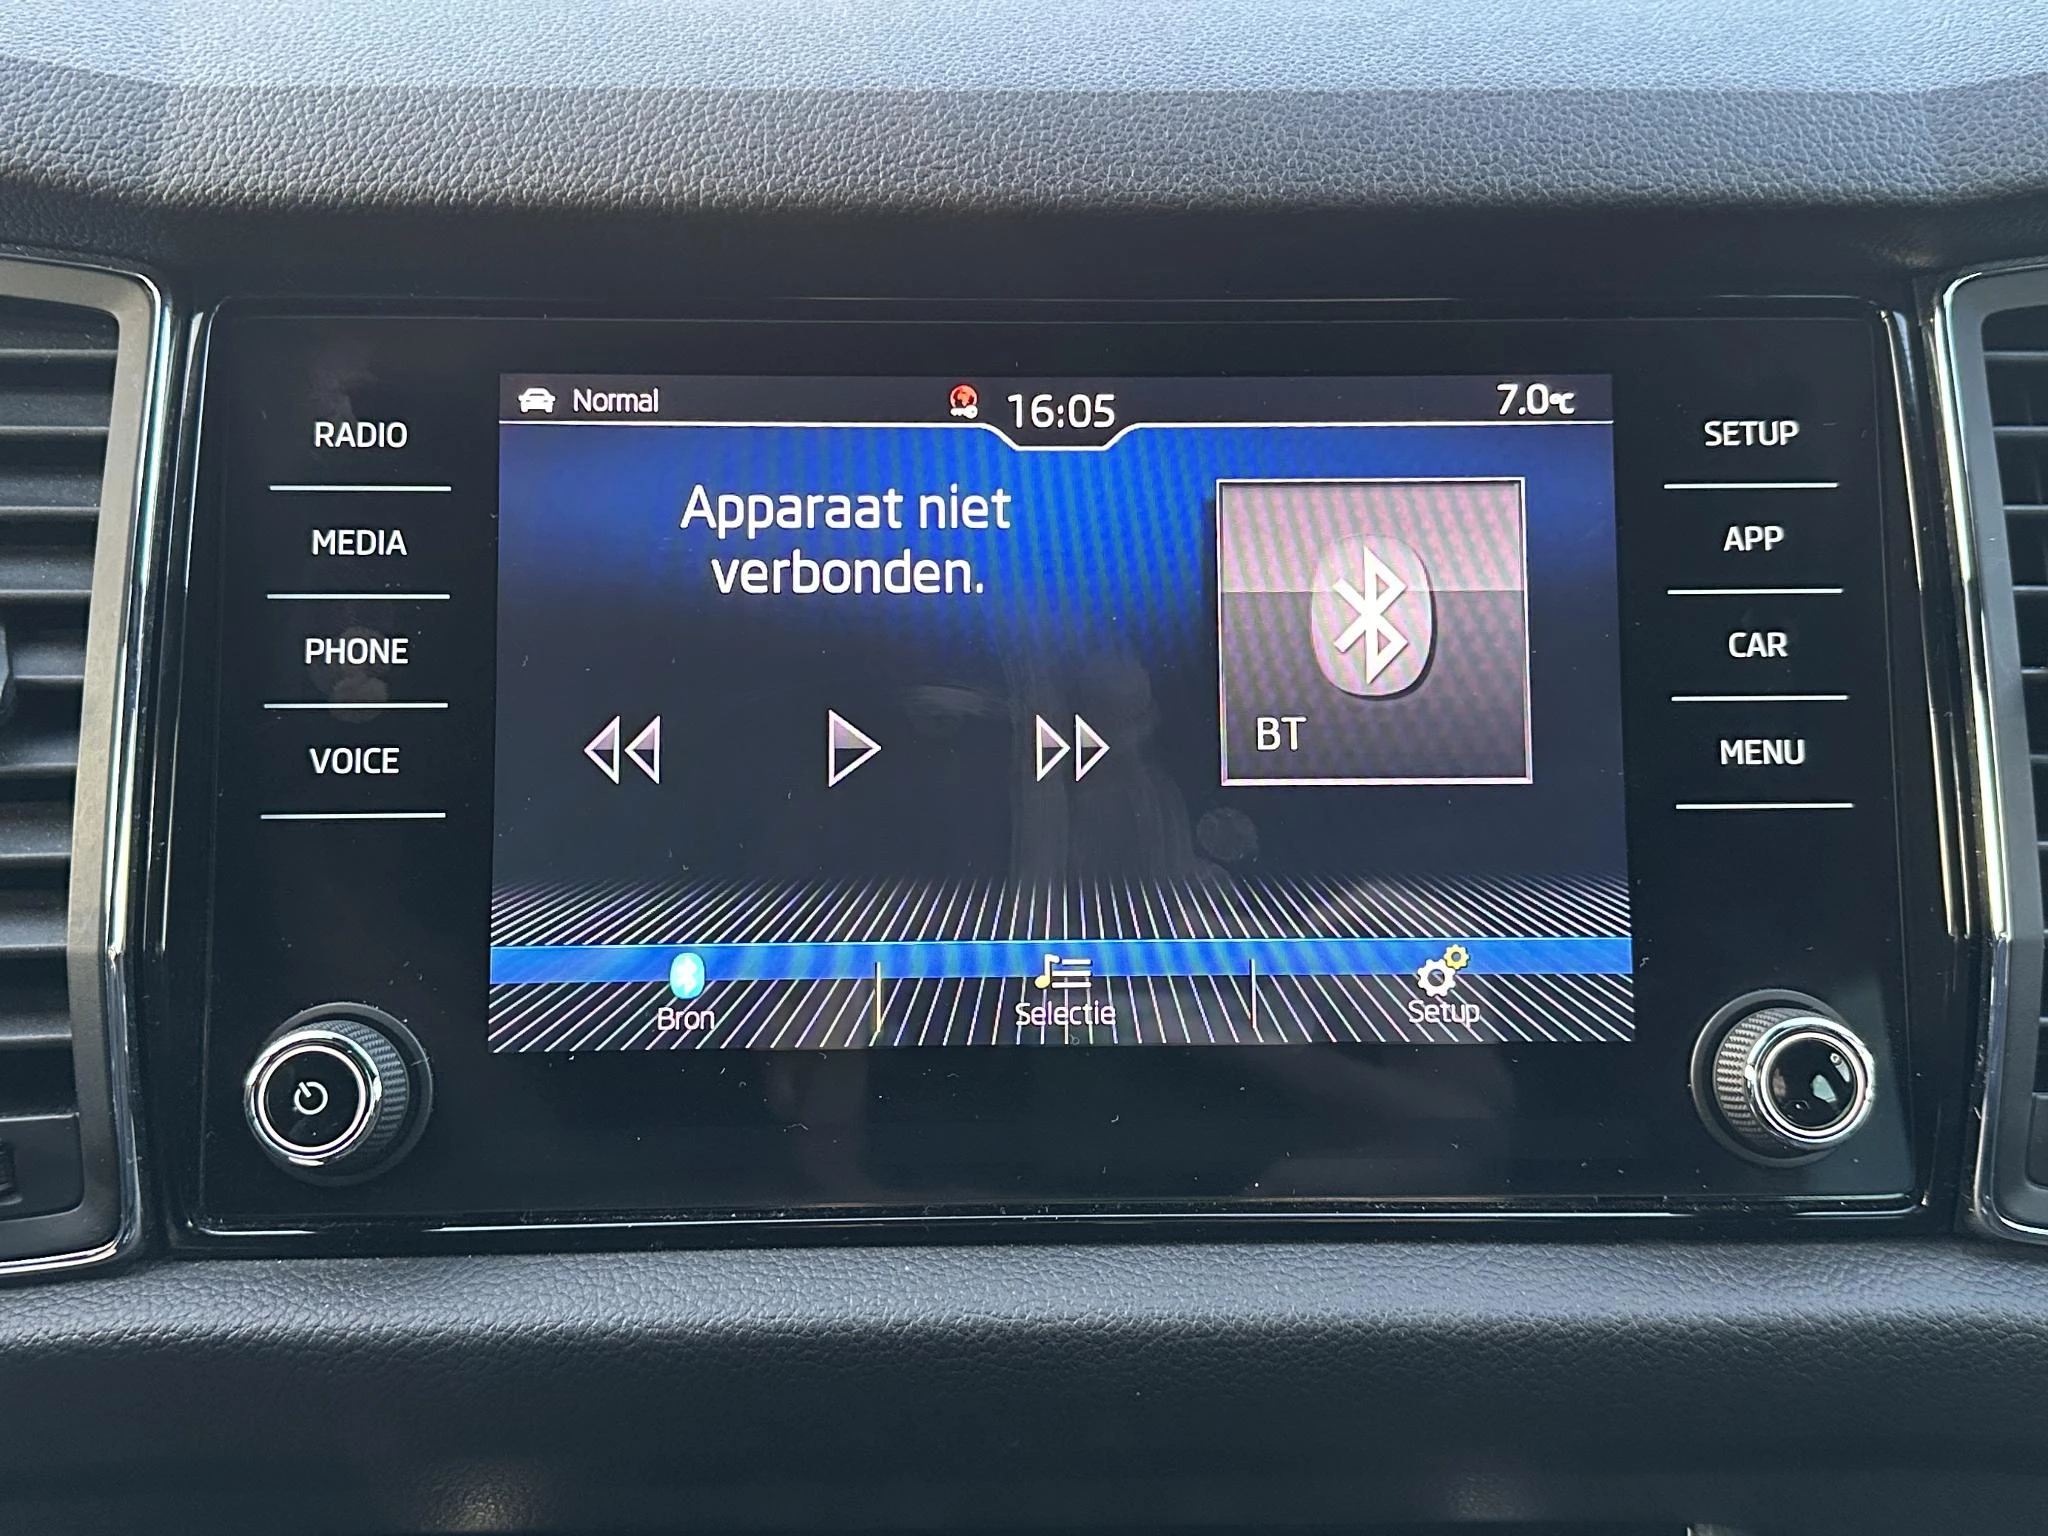 Normal
16:05
7.0°C
RADIO
MEDIA
PHONE
VOICE
Apparaat niet
verbonden.
BT
Bron
Selectie
Setup
SETUP
APP
CAR
MENU